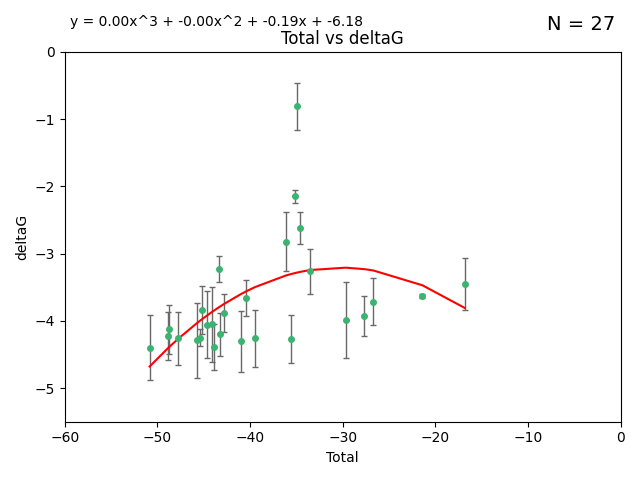 y = 0.00x^3 + -0.00x^2 + -0.19x + -6.18
N = 27
Total vs deltaG
0
−1
−2
−3
−4
−5
deltaG
−60
−50
−40
−30
−20
−10
0
Total